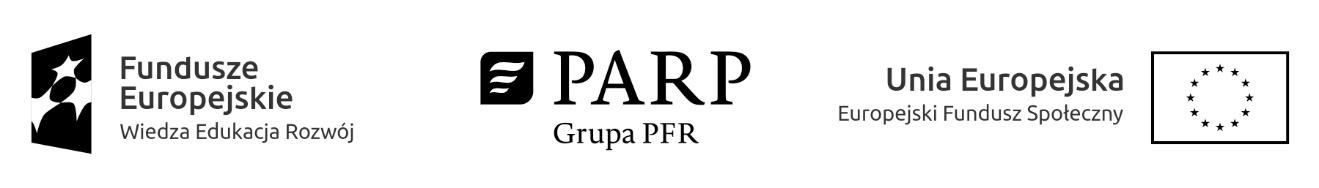 Fundusze
Europejskie
Wiedza Edukacja Rozwój
PARP
Grupa PFR
Unia Europejska
Europejski Fundusz Społeczny